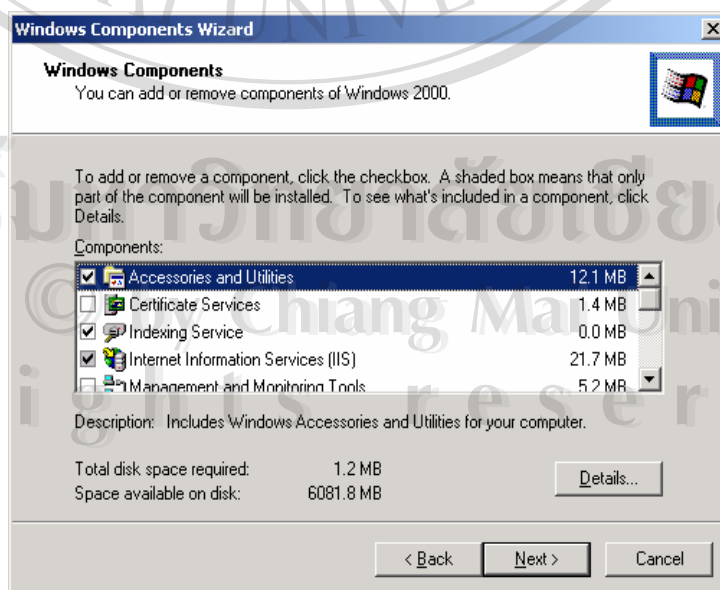 Windows Components Wizard
Windows Components
You can add or remove components of Windows 2000.
To add or remove a component, click the checkbox. A shaded box means that only
part of the component will be installed. To see what's included in a component, click
Details.
Components:
Accessories and Utilities 12.1 MB
Certificate Services 1.4 MB
Indexing Service 0.0 MB
Internet Information Services (IIS) 21.7 MB
Management and Monitoring Tools 5.2 MB
Description: Includes Windows Accessories and Utilities for your computer.
Total disk space required: 1.2 MB
Space available on disk: 6081.8 MB
Details...
< Back
Next >
Cancel